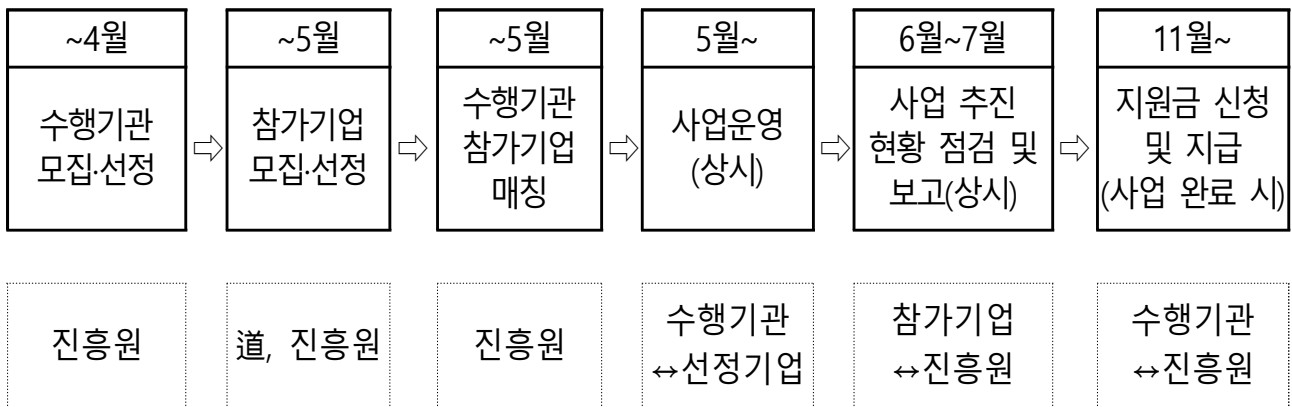 ~4월
수행기관
모집·선정
⇨
~5월
참가기업
모집·선정
⇨
~5월
수행기관
참가기업
매칭
⇨
5월~
사업운영
(상시)
⇨
6월~7월
사업 추진
현황 점검 및
보고(상시)
⇨
11월~
지원금 신청
및 지급
(사업 완료 시)
진흥원
道, 진흥원
진흥원
수행기관
↔선정기업
참가기업
↔진흥원
수행기관
↔진흥원